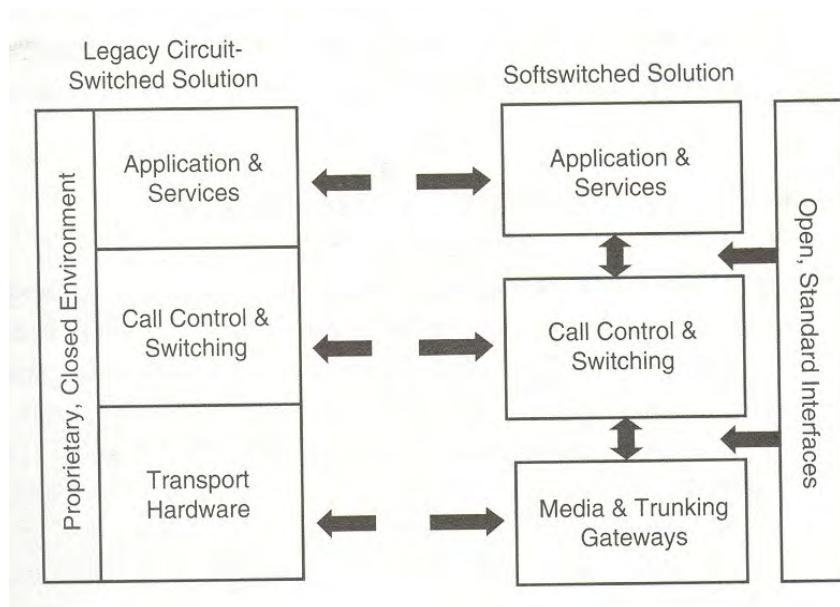 Legacy Circuit-
Switched Solution
Softswitched Solution
Proprietary, Closed Environment
Application &
Services
Call Control &
Switching
Transport
Hardware
Application &
Services
Call Control &
Switching
Media & Trunking
Gateways
Open, Standard Interfaces